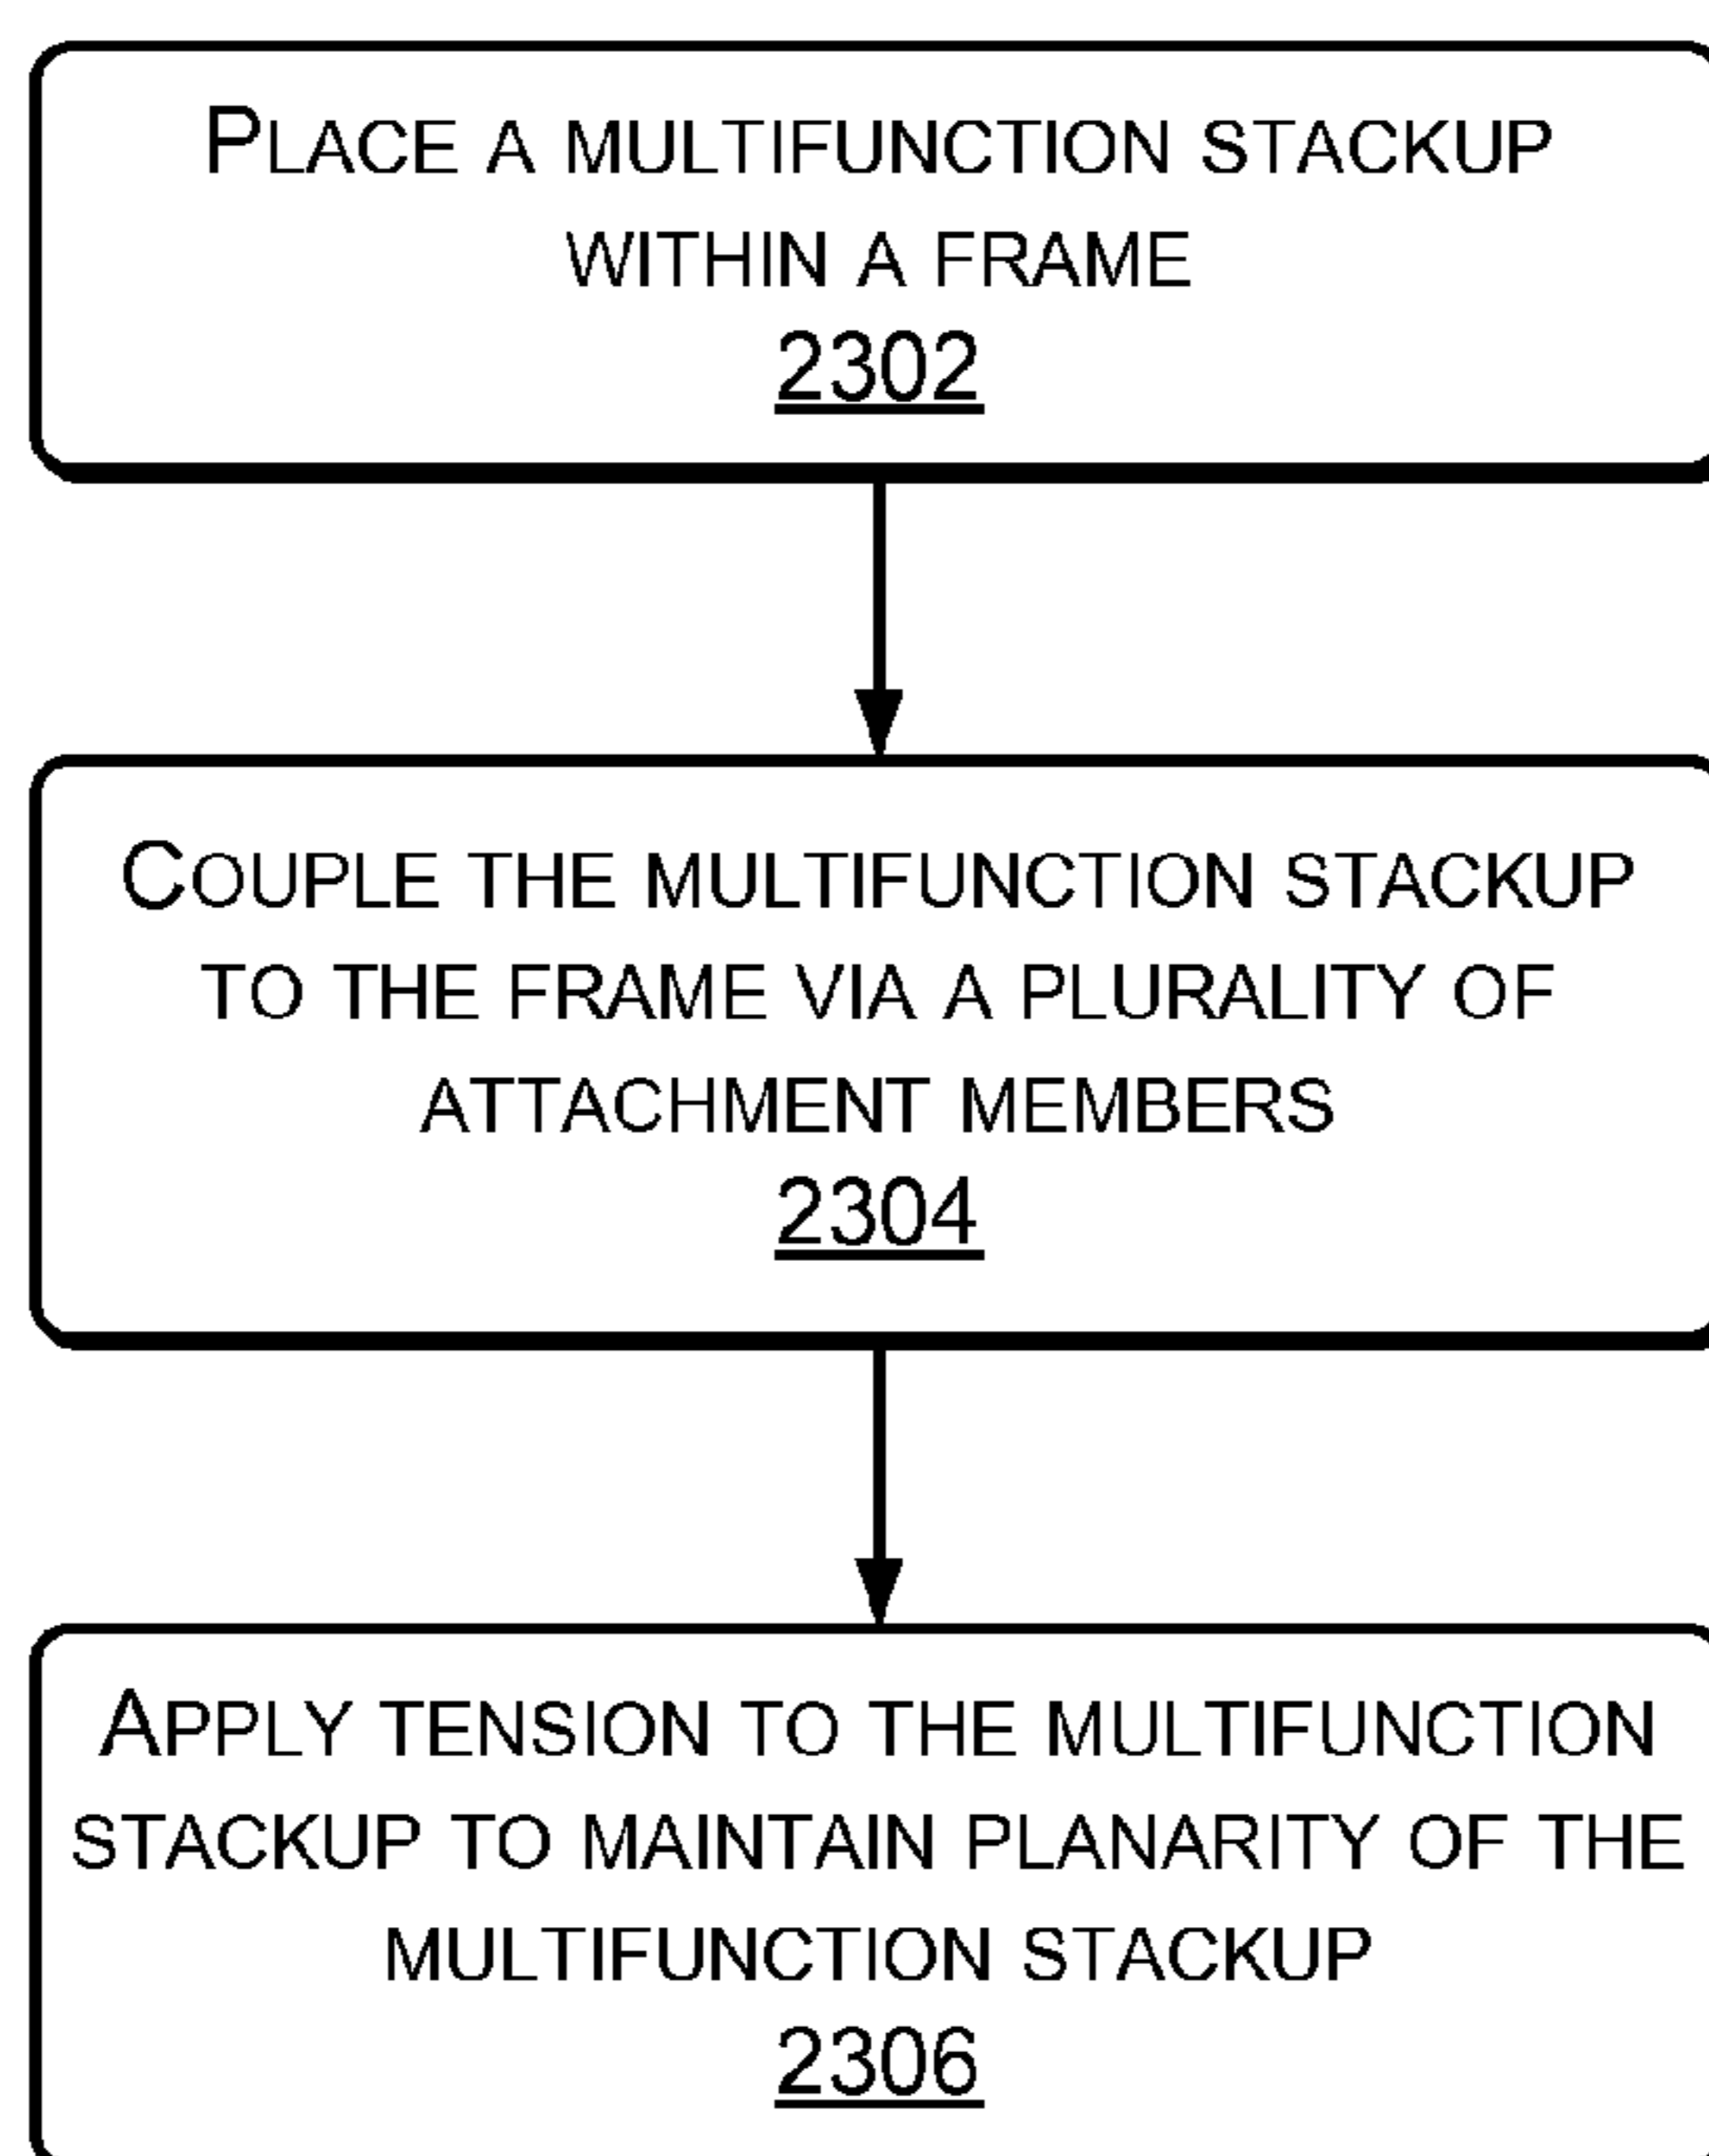 PLACE A MULTIFUNCTION STACKUP
WITHIN A FRAME
2302
COUPLE THE MULTIFUNCTION STACKUP
TO THE FRAME VIA A PLURALITY OF
ATTACHMENT MEMBERS
2304
APPLY TENSION TO THE MULTIFUNCTION
STACKUP TO MAINTAIN PLANARITY OF THE
MULTIFUNCTION STACKUP
2306